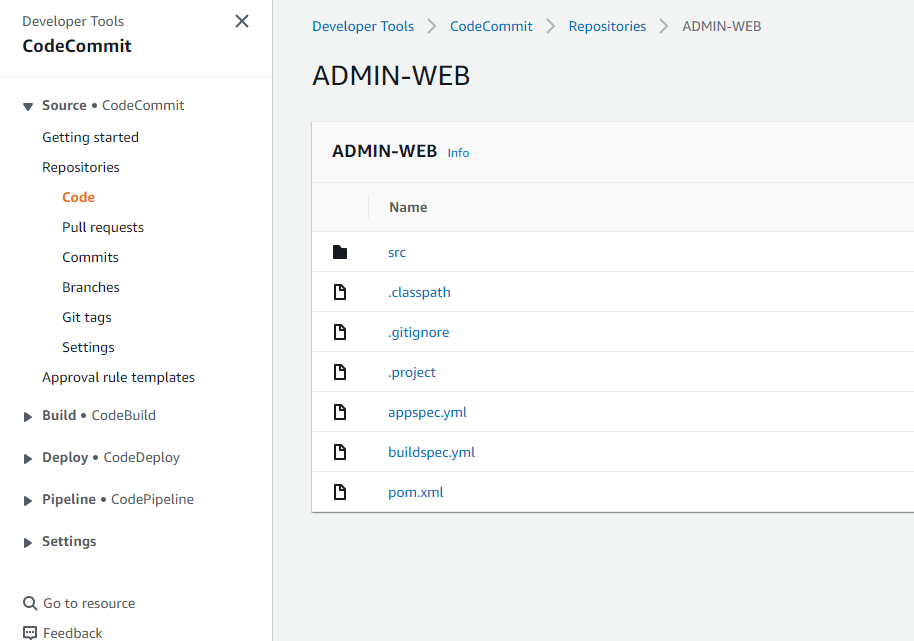 Developer Tools
CodeCommit
Source • CodeCommit
Getting started
Repositories
Code
Pull requests
Commits
Branches
Git tags
Settings
Approval rule templates
Build • CodeBuild
Deploy • CodeDeploy
Pipeline • CodePipeline
Settings
Go to resource
Feedback
Developer Tools > CodeCommit > Repositories > ADMIN-WEB
ADMIN-WEB
ADMIN-WEB Info
Name
src
.classpath
.gitignore
.project
appspec.yml
buildspec.yml
pom.xml